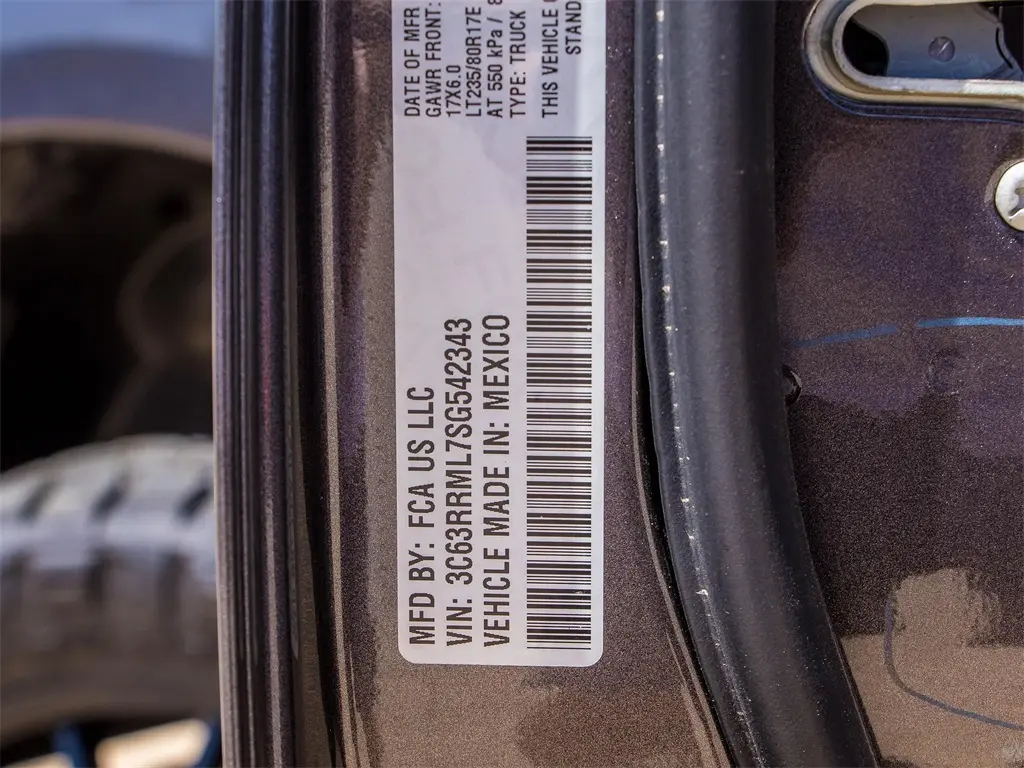 DATE OF MFR
GAWR FRONT:
17X6.0
LT235/80R17E
AT 550 kPa / 8
TYPE: TRUCK
THIS VEHICLE
STAND
MFD BY: FCA US LLC
VIN: 3C63RRML7SG542343
VEHICLE MADE IN: MEXICO